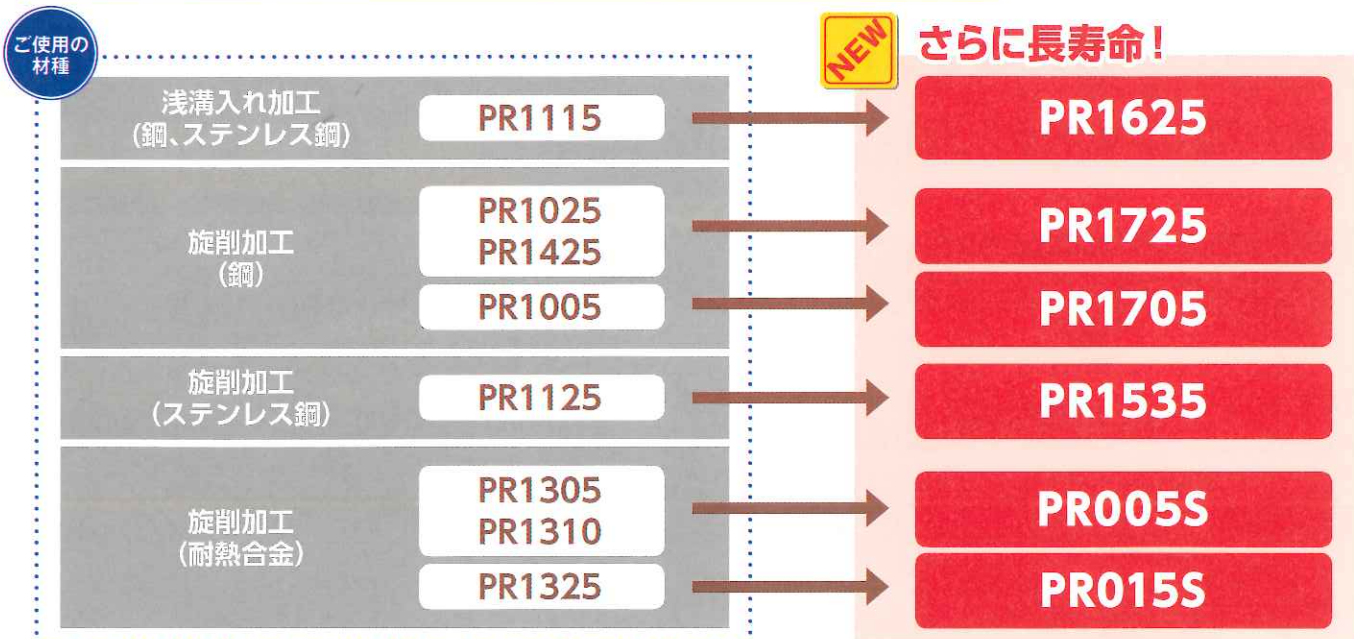 ご使用の
材種
NEW
さらに長寿命!
浅溝入れ加工
(鋼、ステンレス鋼)
PR1115
PR1625
旋削加工
(鋼)
PR1025
PR1425
PR1725
PR1005
PR1705
旋削加工
(ステンレス鋼)
PR1125
PR1535
旋削加工
(耐熱合金)
PR1305
PR1310
PR005S
PR1325
PR015S